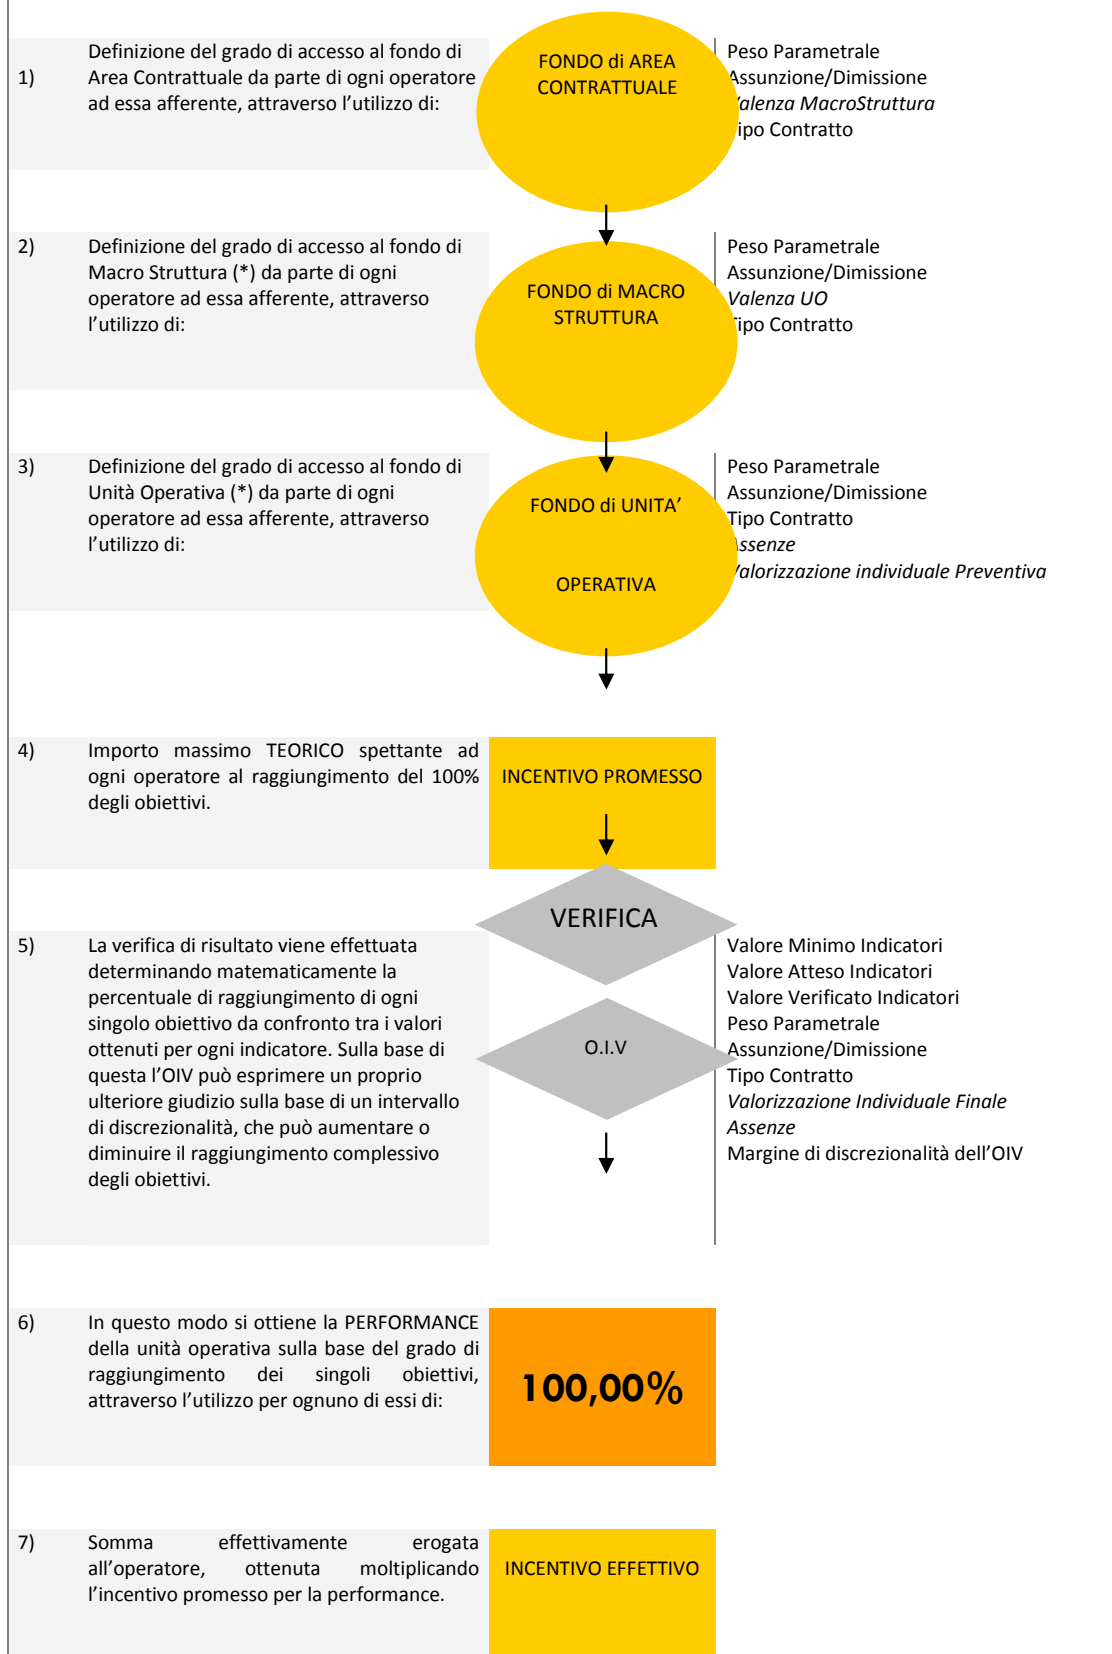 1)
Definizione del grado di accesso al fondo di
Area Contrattuale da parte di ogni operatore
ad essa afferente, attraverso l'utilizzo di:
FONDO di AREA
CONTRATTUALE
Peso Parametrale
Assunzione/Dimissione
Valenza MacroStruttura
Tipo Contratto
2)
Definizione del grado di accesso al fondo di
Macro Struttura (*) da parte di ogni
operatore ad essa afferente, attraverso
l'utilizzo di:
FONDO di MACRO
STRUTTURA
Peso Parametrale
Assunzione/Dimissione
Valenza UO
Tipo Contratto
3)
Definizione del grado di accesso al fondo di
Unità Operativa (*) da parte di ogni
operatore ad essa afferente, attraverso
l'utilizzo di:
FONDO di UNITA'
OPERATIVA
Peso Parametrale
Assunzione/Dimissione
Tipo Contratto
Assenze
Valorizzazione individuale Preventiva
4)
Importo massimo TEORICO spettante ad
ogni operatore al raggiungimento del 100%
degli obiettivi.
INCENTIVO PROMESSO
VERIFICA
5)
La verifica di risultato viene effettuata
determinando matematicamente la
percentuale di raggiungimento di ogni
singolo obiettivo da confronto tra i valori
ottenuti per ogni indicatore. Sulla base di
questa l'OIV può esprimere un proprio
ulteriore giudizio sulla base di un intervallo
di discrezionalità, che può aumentare o
diminuire il raggiungimento complessivo
degli obiettivi.
O.I.V
Valore Minimo Indicatori
Valore Atteso Indicatori
Valore Verificato Indicatori
Peso Parametrale
Assunzione/Dimissione
Tipo Contratto
Valorizzazione Individuale Finale
Assenze
Margine di discrezionalità dell'OIV
6)
In questo modo si ottiene la PERFORMANCE
della unità operativa sulla base del grado di
raggiungimento dei singoli obiettivi,
attraverso l'utilizzo per ognuno di essi di:
100,00%
7)
Somma effettivamente erogata
all'operatore, ottenuta moltiplicando
l'incentivo promesso per la performance.
INCENTIVO EFFETTIVO